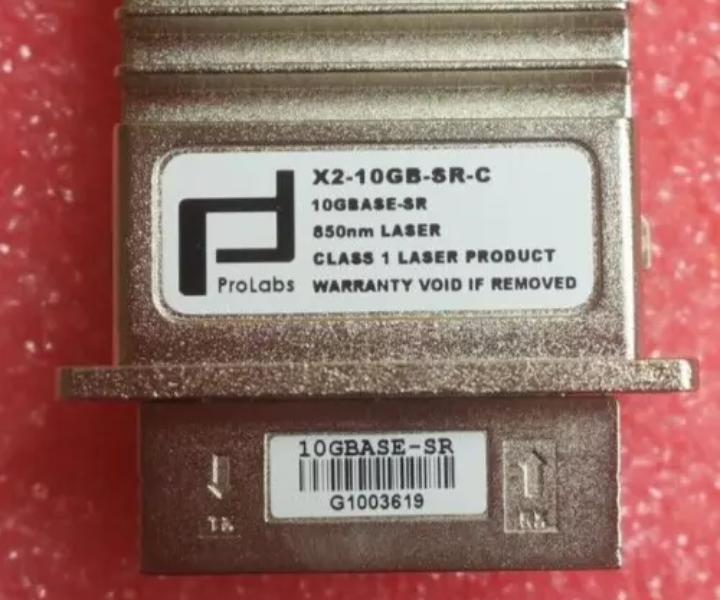 X2-10GB-SR-C
10GBASE-SR
850nm LASER
CLASS 1 LASER PRODUCT
ProLabs WARRANTY VOID IF REMOVED
10GBASE-SR
G1003619
TX
RX